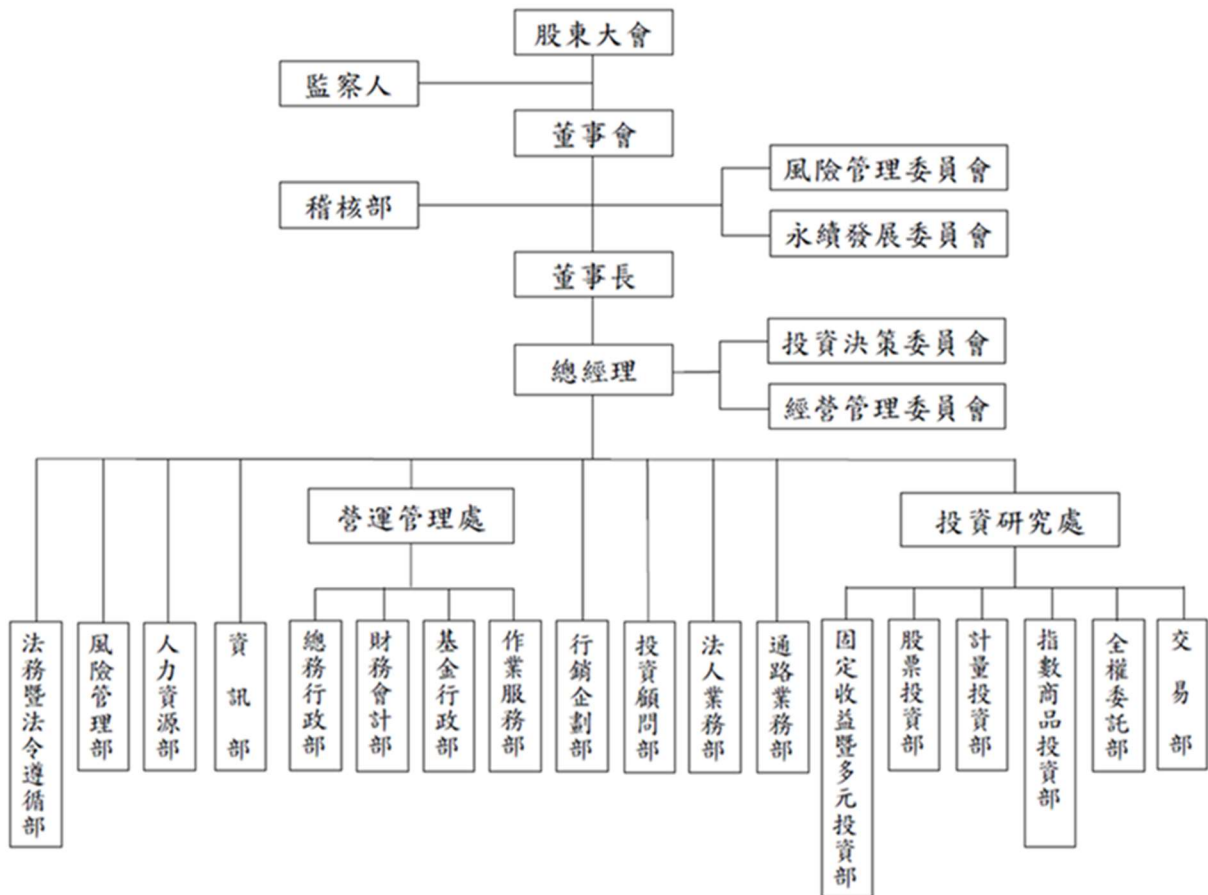 股東大會
監察人
董事會
風險管理委員會
稽核部
永續發展委員會
董事長
投資決策委員會
總經理
經營管理委員會
營運管理處
投資研究處
法務暨法令遵循部
風險管理部
人力資源部
資訊部
總務行政部
財務會計部
基金行政部
作業服務部
行銷企劃部
投資顧問部
法人業務部
通路業務部
固定收益暨多元投資部
股票投資部
計量投資部
指數商品投資部
全權委託部
交易部